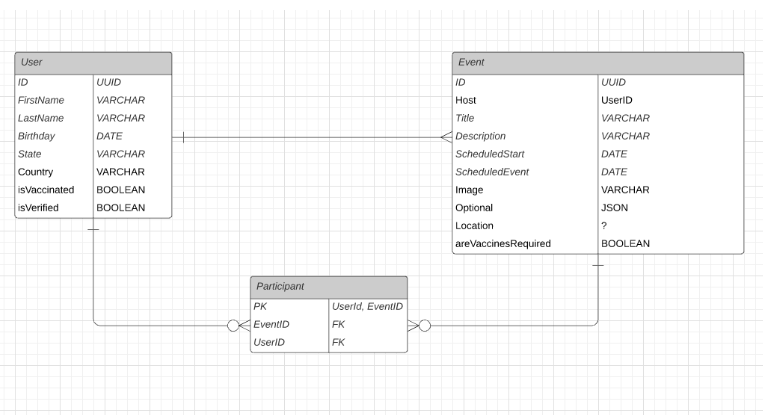 User
ID UUID
FirstName VARCHAR
LastName VARCHAR
Birthday DATE
State VARCHAR
Country VARCHAR
isVaccinated BOOLEAN
isVerified BOOLEAN
Event
ID UUID
Host UserID
Title VARCHAR
Description VARCHAR
ScheduledStart DATE
ScheduledEvent DATE
Image VARCHAR
Optional JSON
Location ?
areVaccinesRequired BOOLEAN
Participant
PK UserId, EventID
EventID FK
UserID FK